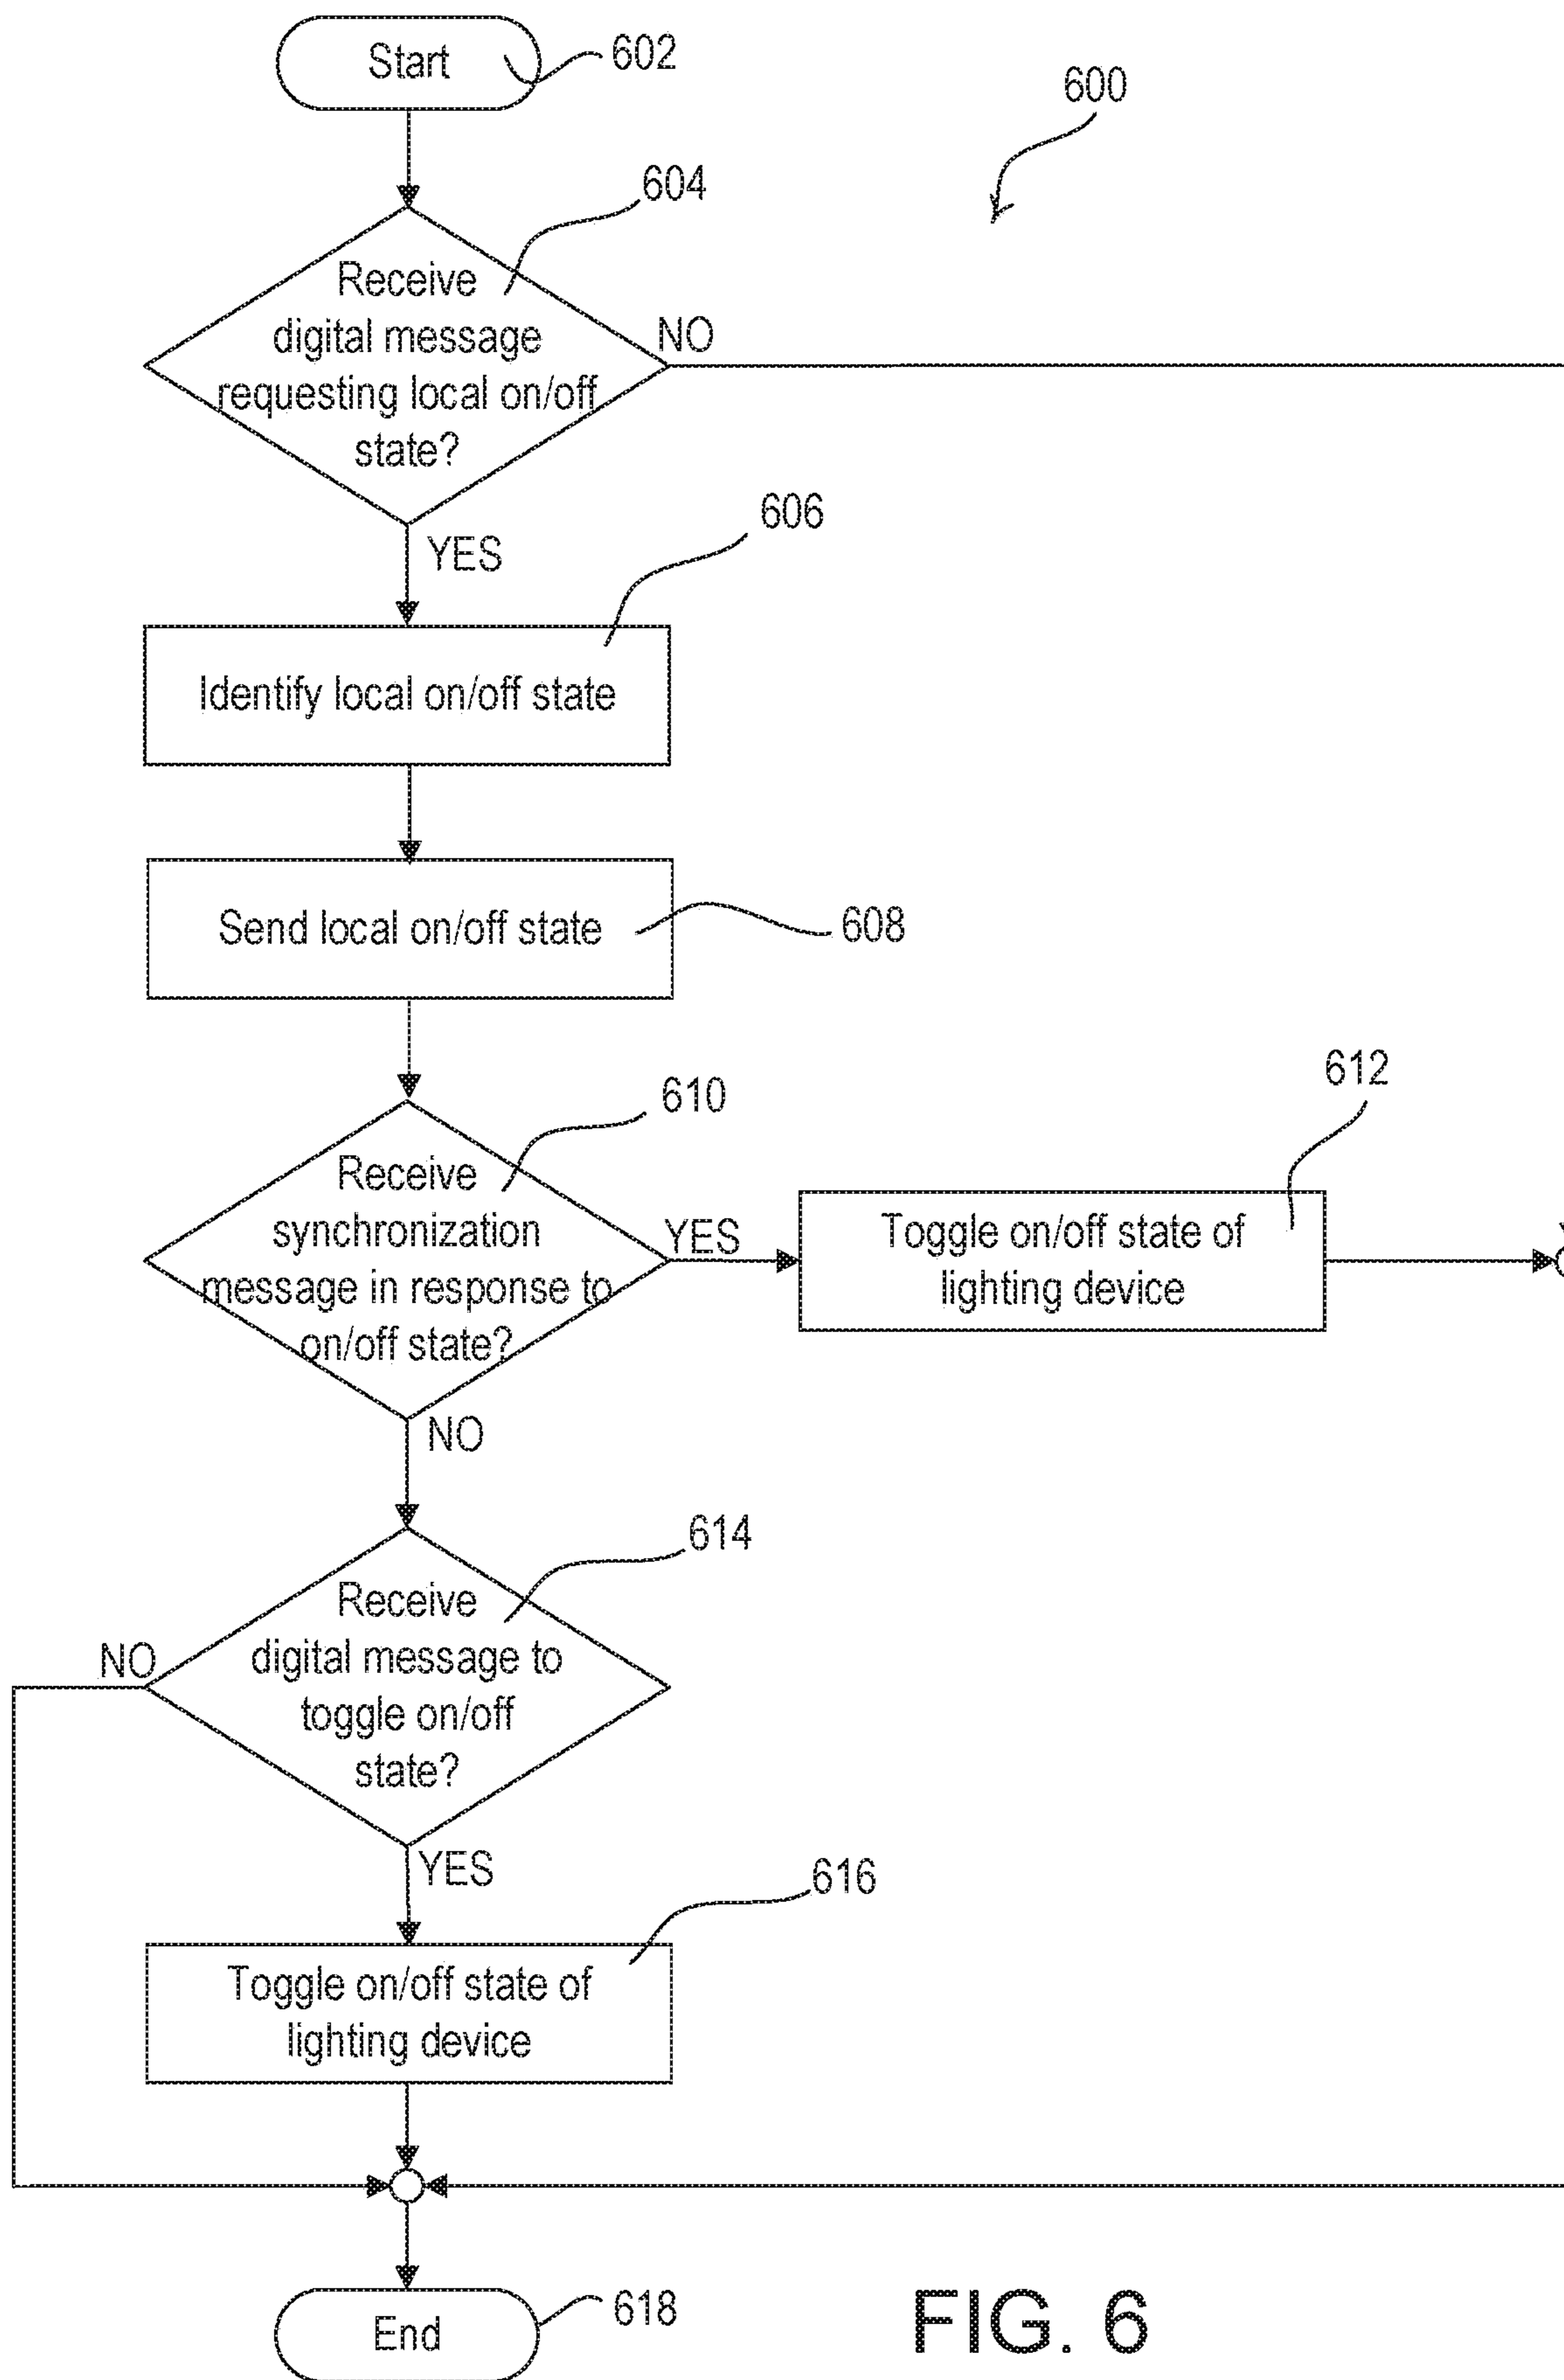 Start
602
600
604
Receive
digital message
requesting local on/off
state?
NO
YES
606
Identify local on/off state
Send local on/off state
608
610
612
Receive
synchronization
message in response to
on/off state?
YES
Toggle on/off state of
lighting device
NO
614
Receive
digital message to
toggle on/off
state?
NO
YES
616
Toggle on/off state of
lighting device
End
618
FIG. 6